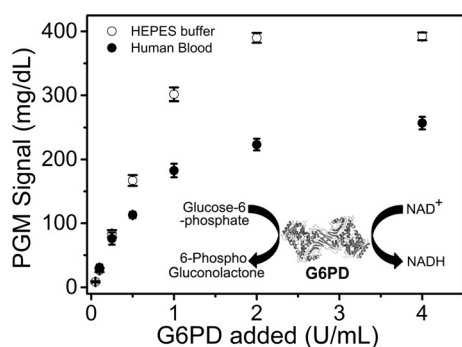 HEPES buffer
Human Blood
PGM Signal (mg/dL)
400
300
200
100
0
Glucose-6
-phosphate
NAD+
6-Phospho
Gluconolactone
G6PD
NADH
0 1 2 3 4
G6PD added (U/mL)